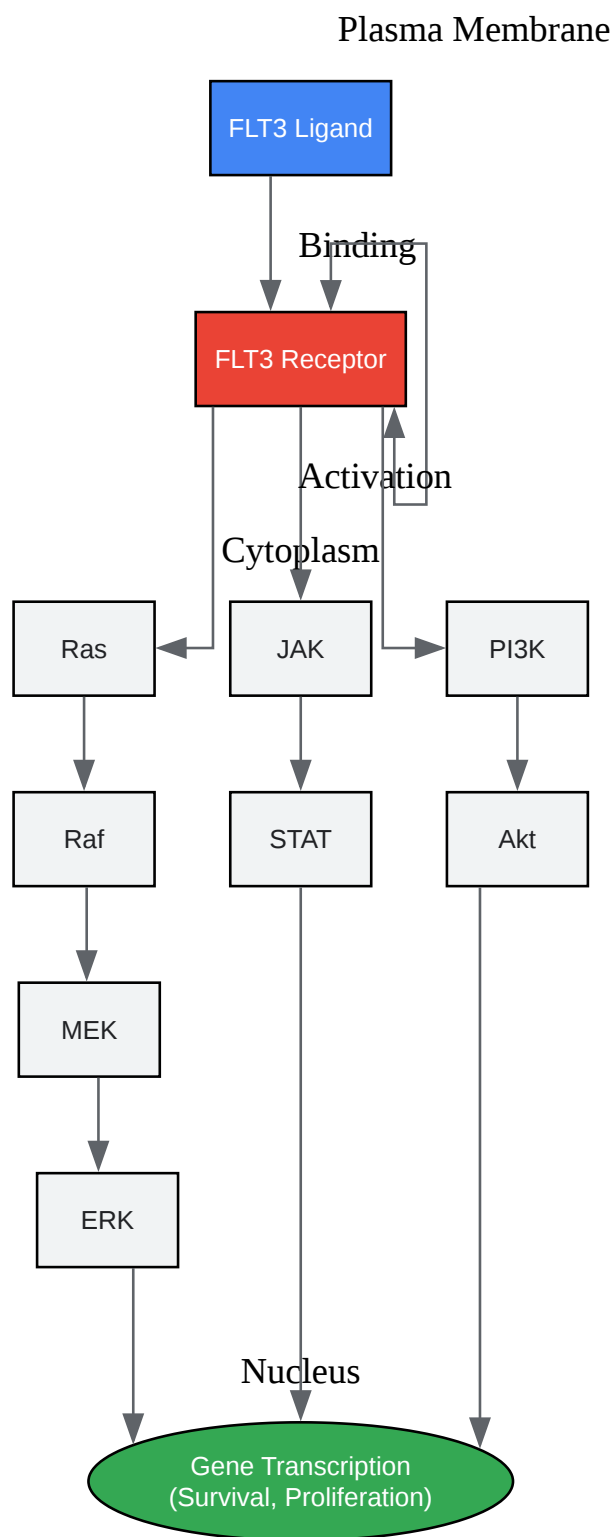 Plasma Membrane
FLT3 Ligand
Binding
FLT3 Receptor
Activation
Cytoplasm
Ras
JAK
PI3K
Raf
STAT
Akt
MEK
ERK
Nucleus
Gene Transcription
(Survival, Proliferation)